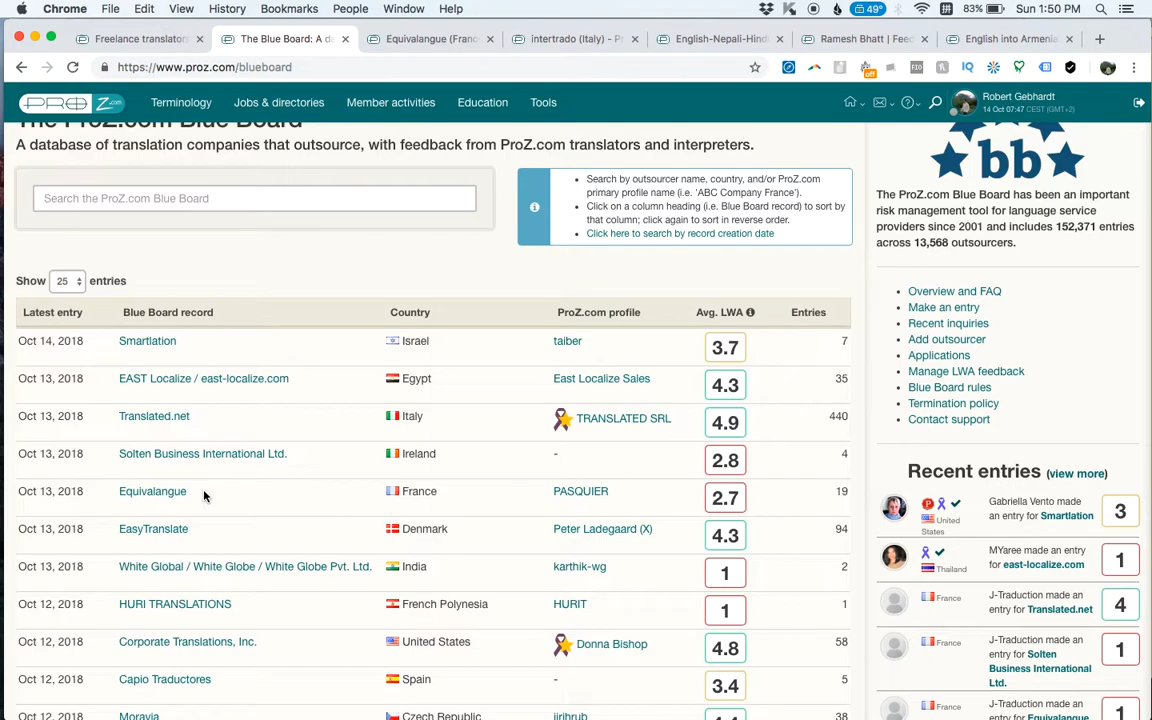 Chrome File Edit View History Bookmarks People Window Help 49° 83% Sun 1:50 PM
Freelance translators The Blue Board: A da Equivalangue (Franc intertrado (Italy) - Pr English-Nepali-Hindi Ramesh Bhatt | Feed English into Armenia
https://www.proz.com/blueboard
PROZ.com Terminology Jobs & directories Member activities Education Tools
Robert Gebhardt
14 Oct 07:47 CEST (GMT+2)
The ProZ.com Blue Board
A database of translation companies that outsource, with feedback from ProZ.com translators and interpreters.
Search the ProZ.com Blue Board
Search by outsourcer name, country, and/or ProZ.com
primary profile name (i.e. 'ABC Company France').
Click on a column heading (i.e. Blue Board record) to sort by
that column; click again to sort in reverse order.
Click here to search by record creation date
Show 25 entries
Latest entry Blue Board record Country ProZ.com profile Avg. LWA Entries
Oct 14, 2018 Smartlation Israel taiber 3.7 7
Oct 13, 2018 EAST Localize / east-localize.com Egypt East Localize Sales 4.3 35
Oct 13, 2018 Translated.net Italy TRANSLATED SRL 4.9 440
Oct 13, 2018 Solten Business International Ltd. Ireland - 2.8 4
Oct 13, 2018 Equivalangue France PASQUIER 2.7 19
Oct 13, 2018 EasyTranslate Denmark Peter Ladegaard (X) 4.3 94
Oct 13, 2018 White Global / White Globe / White Globe Pvt. Ltd. India karthik-wg 1 2
Oct 12, 2018 HURI TRANSLATIONS French Polynesia HURIT 1 1
Oct 12, 2018 Corporate Translations, Inc. United States Donna Bishop 4.8 58
Oct 12, 2018 Capio Traductores Spain - 3.4 5
Oct 12, 2018 Moravia Czech Republic jirihrub 38
bb
The ProZ.com Blue Board has been an important
risk management tool for language service
providers since 2001 and includes 152,371 entries
across 13,568 outsourcers.
Overview and FAQ
Make an entry
Recent inquiries
Add outsourcer
Applications
Manage LWA feedback
Blue Board rules
Termination policy
Contact support
Recent entries (view more)
United States Gabriella Vento made
an entry for Smartlation 3
Thailand MYaree made an entry
for east-localize.com 1
France J-Traduction made an
entry for Translated.net 4
France J-Traduction made an
entry for Solten
Business International
Ltd. 1
France J-Traduction made an
entry for Equivalangue 1